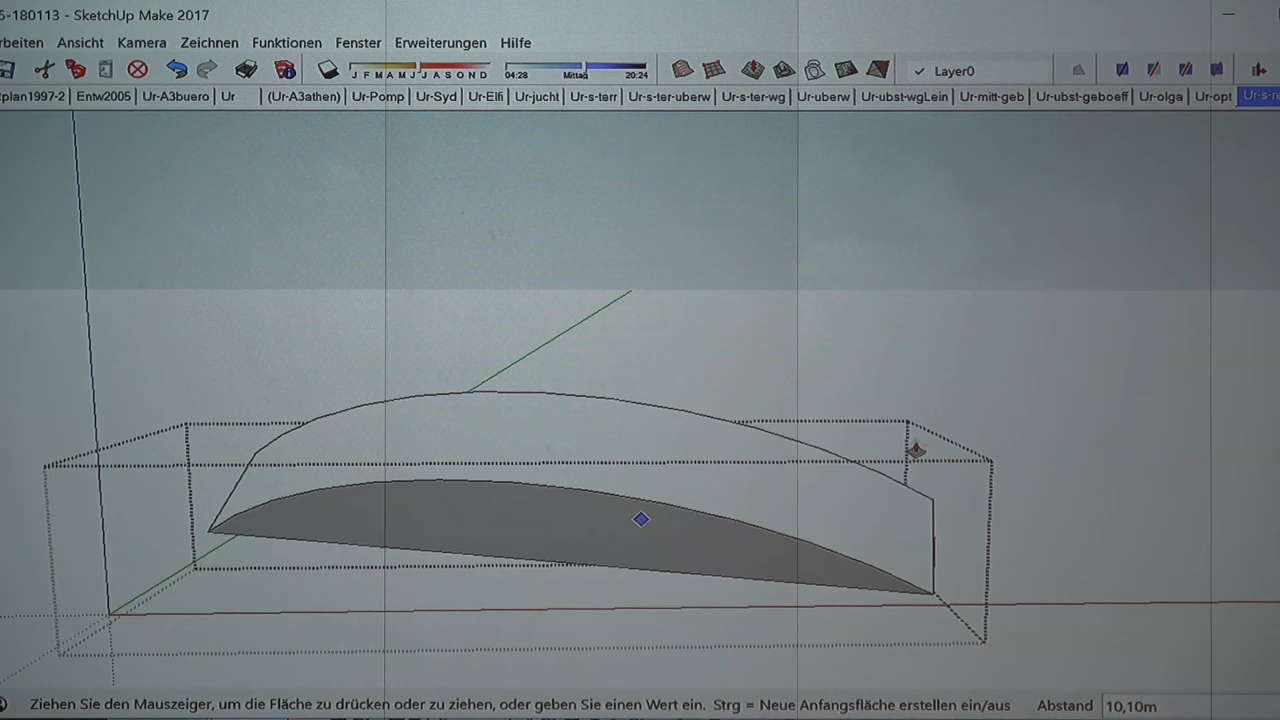 5-180113 - SketchUp Make 2017
rbeiten Ansicht Kamera Zeichnen Funktionen Fenster Erweiterungen Hilfe
J F M A M J J A S O N D 04:28 Mittag 20:24 Layer0
plan1997-2 Entw2005 Ur-A3buero Ur (Ur-A3athen) Ur-Pomp Ur-Syd Ur-Elfi Ur-jucht Ur-s-terr Ur-s-ter-uberw Ur-s-ter-wg Ur-uberw Ur-ubst-wgLein Ur-mitt-geb Ur-ubst-geboeff Ur-olga Ur-opt Ur-s-re
Ziehen Sie den Mauszeiger, um die Fläche zu drücken oder zu ziehen, oder geben Sie einen Wert ein. Strg = Neue Anfangsfläche erstellen ein/aus Abstand 10,10m